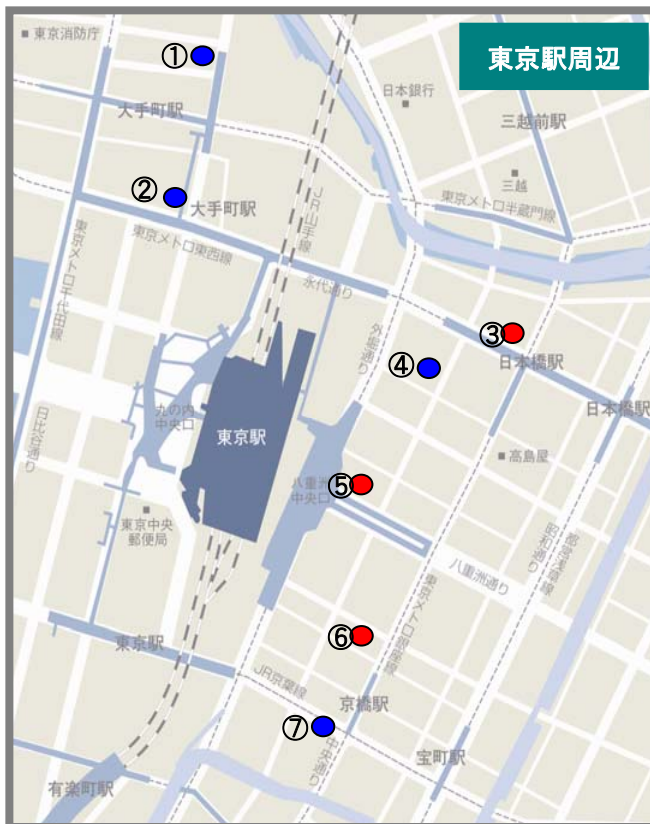 東京駅周辺
■東京消防庁
①
日本銀行
大手町駅
三越前駅
三越
②
大手町駅
JR山手線
東京メトロ半蔵門線
東京メトロ東西線
東京メトロ千代田線
永代通り
外堀通り
③
④
日本橋駅
日本橋駅
丸の内
中央口
日比谷通り
東京駅
■高島屋
八重洲
中央口
⑤
東京中央
郵便局
昭和通り
都営浅草線
八重洲通り
東京メトロ銀座線
東京駅
⑥
JR京葉線
京橋駅
⑦
中央通り
宝町駅
有楽町駅